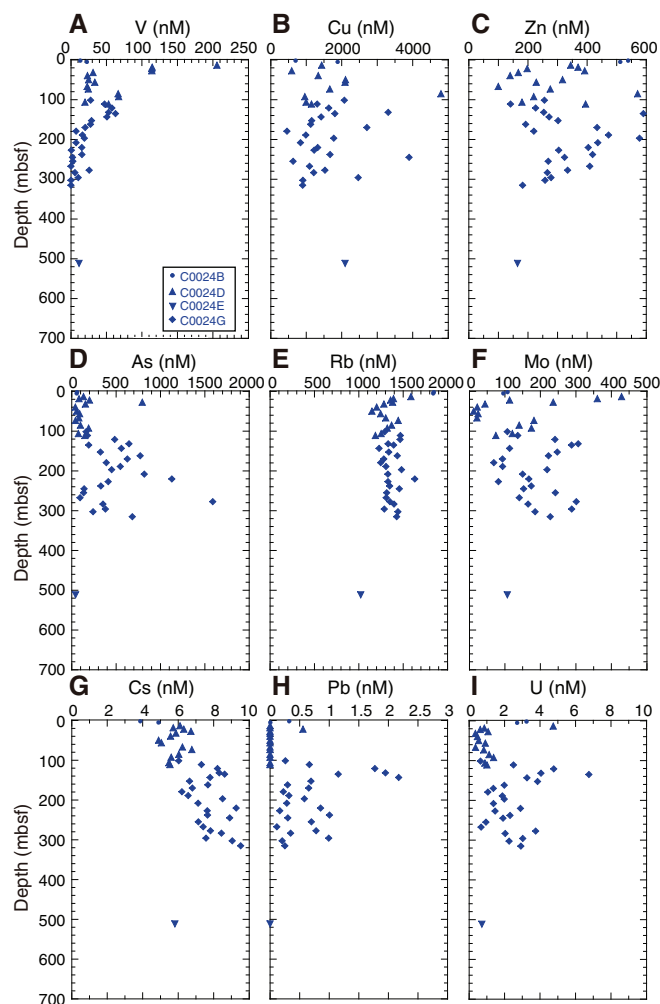 A V (nM) B Cu (nM) C Zn (nM)
0 50 100 150 200 250 0 2000 4000 0 200 400 600
Depth (mbsf)
0
100
200
300
400
500
600
700
C0024B
C0024D
C0024E
C0024G
D As (nM) E Rb (nM) F Mo (nM)
0 500 1000 1500 2000 0 500 1000 1500 2000 0 100 200 300 400 500
Depth (mbsf)
0
100
200
300
400
500
600
700
G Cs (nM) H Pb (nM) I U (nM)
0 2 4 6 8 10 0 0.5 1 1.5 2 2.5 3 0 2 4 6 8 10
Depth (mbsf)
0
100
200
300
400
500
600
700